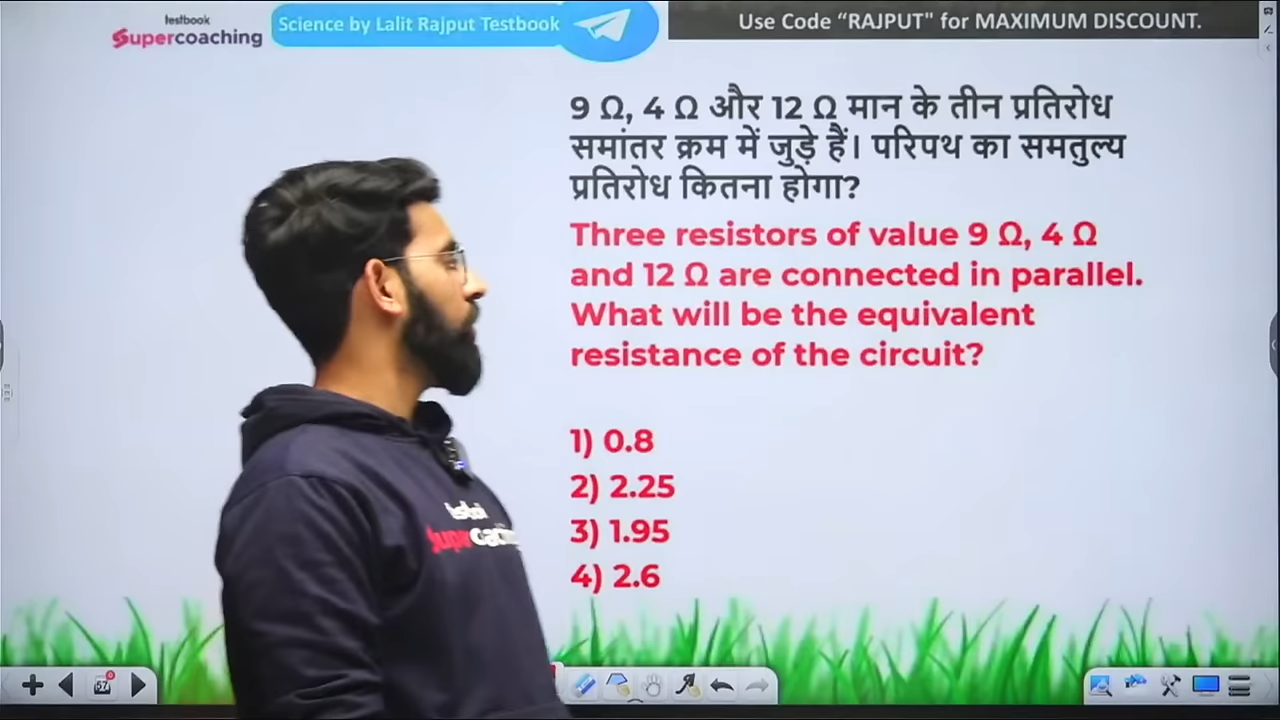 testbook
Supercoaching
Science by Lalit Rajput Testbook
Use Code “RAJPUT" for MAXIMUM DISCOUNT.
9 Ω, 4 Ω और 12 Ω मान के तीन प्रतिरोध
समांतर क्रम में जुड़े हैं। परिपथ का समतुल्य
प्रतिरोध कितना होगा?
Three resistors of value 9 Ω, 4 Ω
and 12 Ω are connected in parallel.
What will be the equivalent
resistance of the circuit?
1) 0.8
2) 2.25
3) 1.95
4) 2.6
57